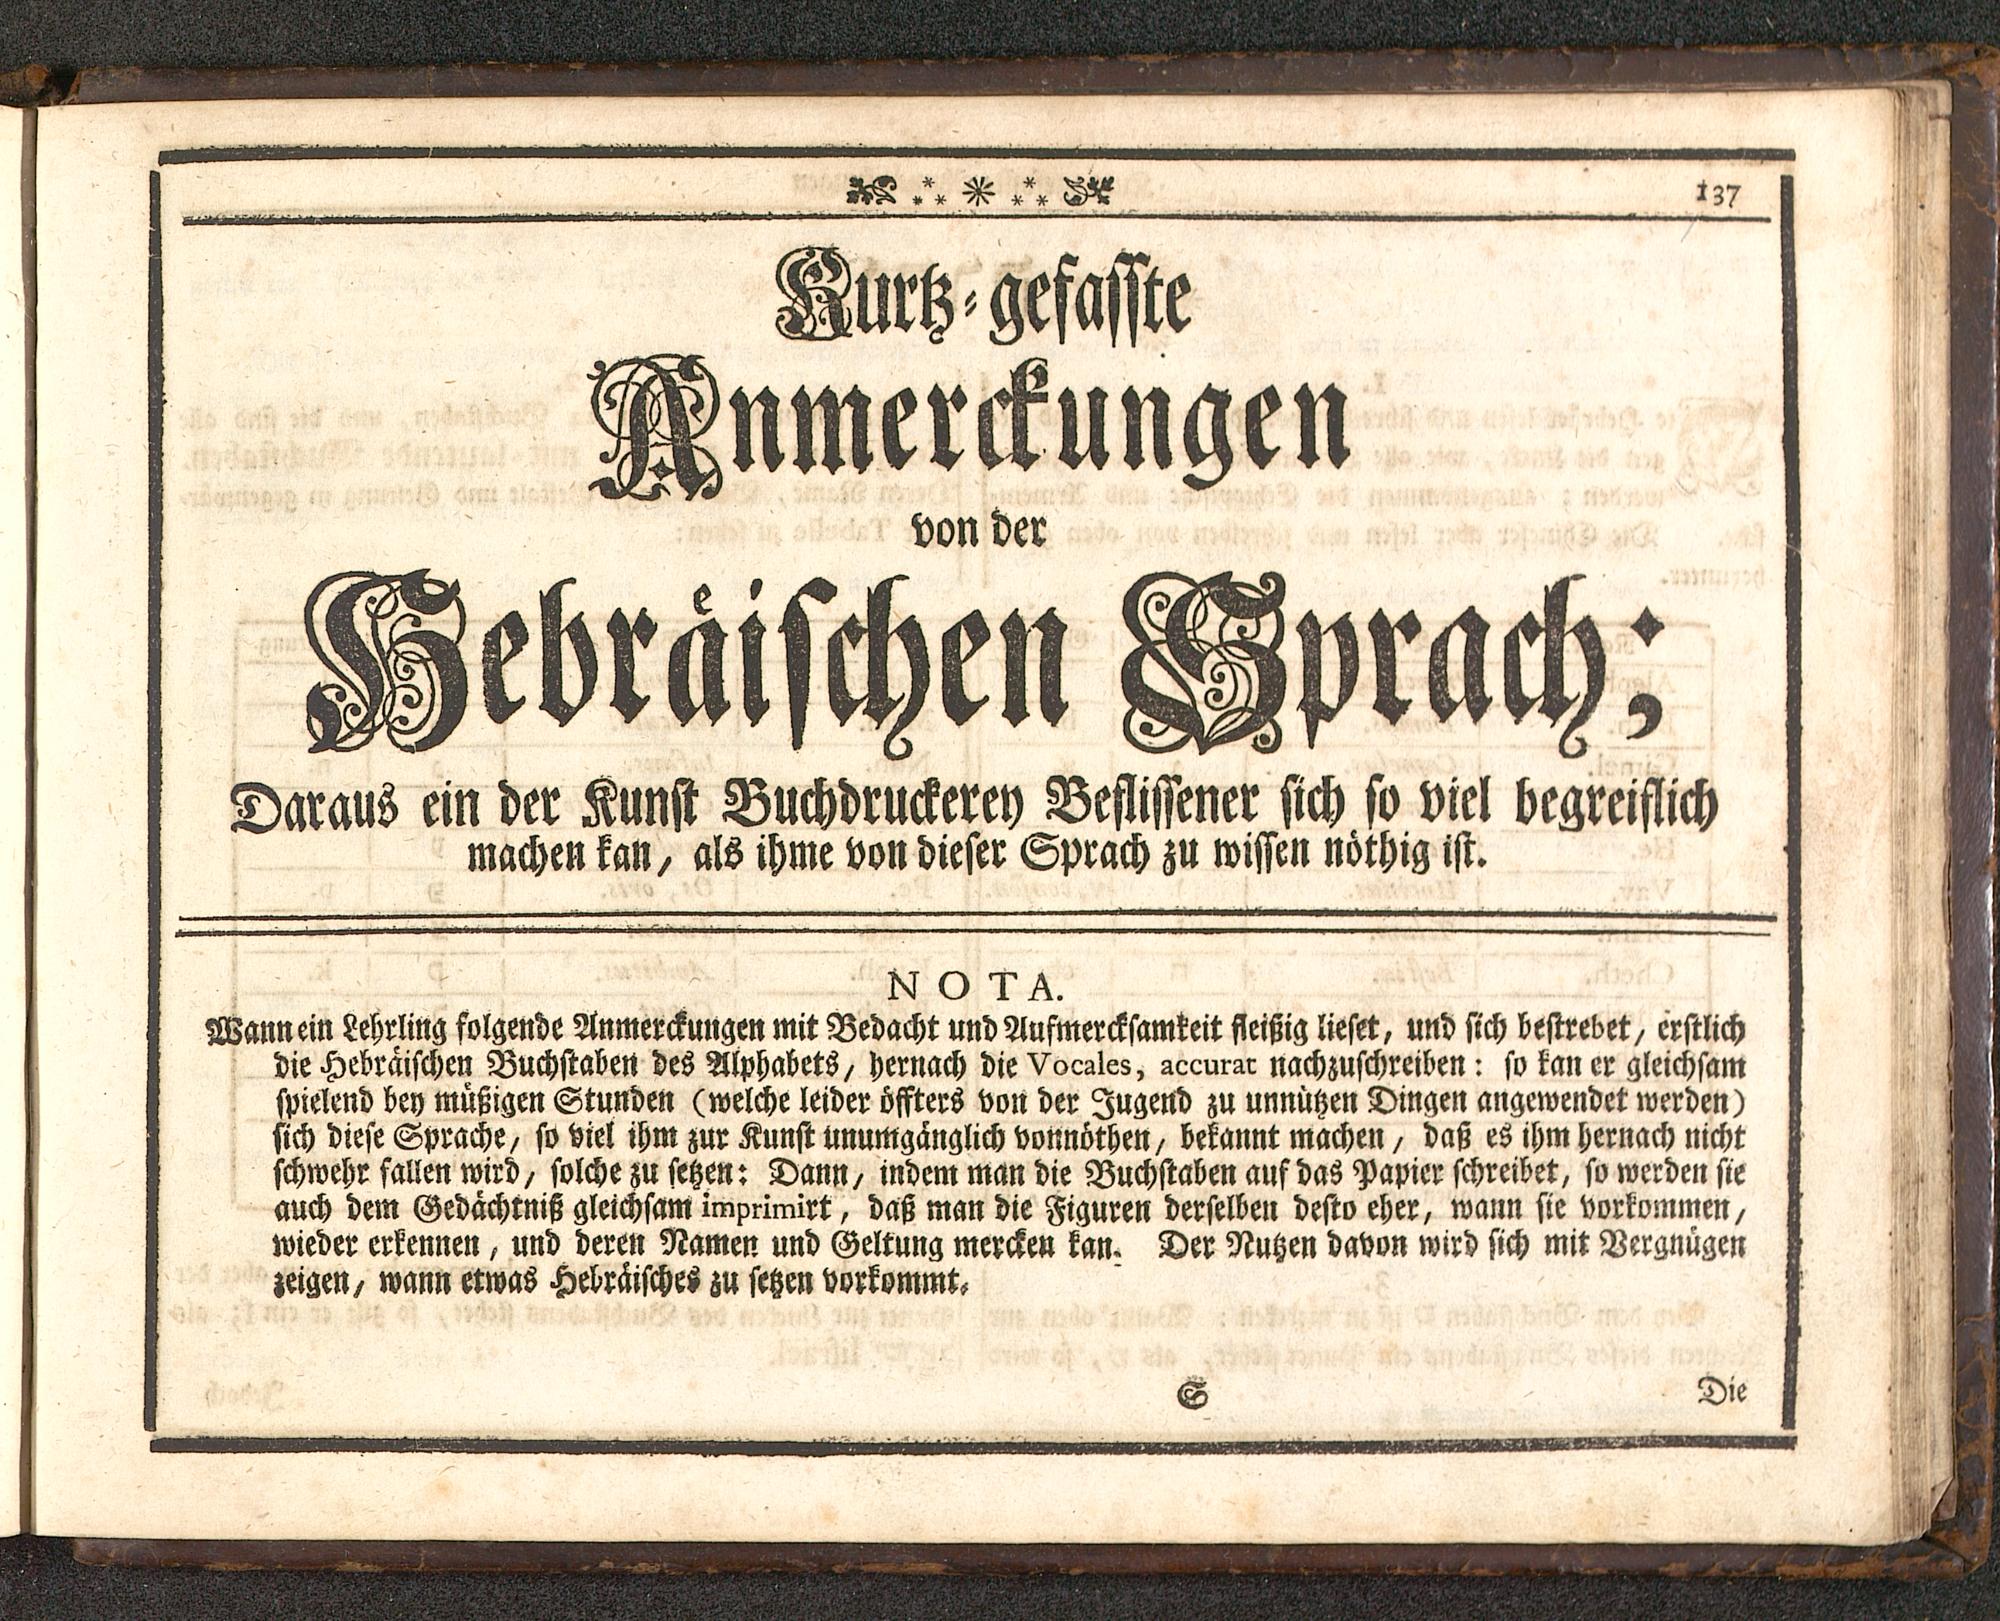 137
Kurtz-gefasste
Anmerckungen
von der
Hebräischen Sprach;
Daraus ein der Kunst Buchdruckerey Beflissener sich so viel begreiflich
machen kan, als ihme von dieser Sprach zu wissen nöthig ist.
NOTA.
Wann ein Lehrling folgende Anmerckungen mit Bedacht und Aufmercksamkeit fleißig lieset, und sich bestrebet, erstlich
die Hebräischen Buchstaben des Alphabets, hernach die Vocales, accurat nachzuschreiben: so kan er gleichsam
spielend bey müßigen Stunden (welche leider öffters von der Jugend zu unnützen Dingen angewendet werden)
sich diese Sprache, so viel ihm zur Kunst unumgänglich vonnöthen, bekannt machen, daß es ihm hernach nicht
schwehr fallen wird, solche zu setzen: Dann, indem man die Buchstaben auf das Papier schreibet, so werden sie
auch dem Gedächtniß gleichsam imprimirt, daß man die Figuren derselben desto eher, wann sie vorkommen,
wieder erkennen, und deren Namen und Geltung mercken kan. Der Nutzen davon wird sich mit Vergnügen
zeigen, wann etwas Hebräisches zu setzen vorkommt.
S Die